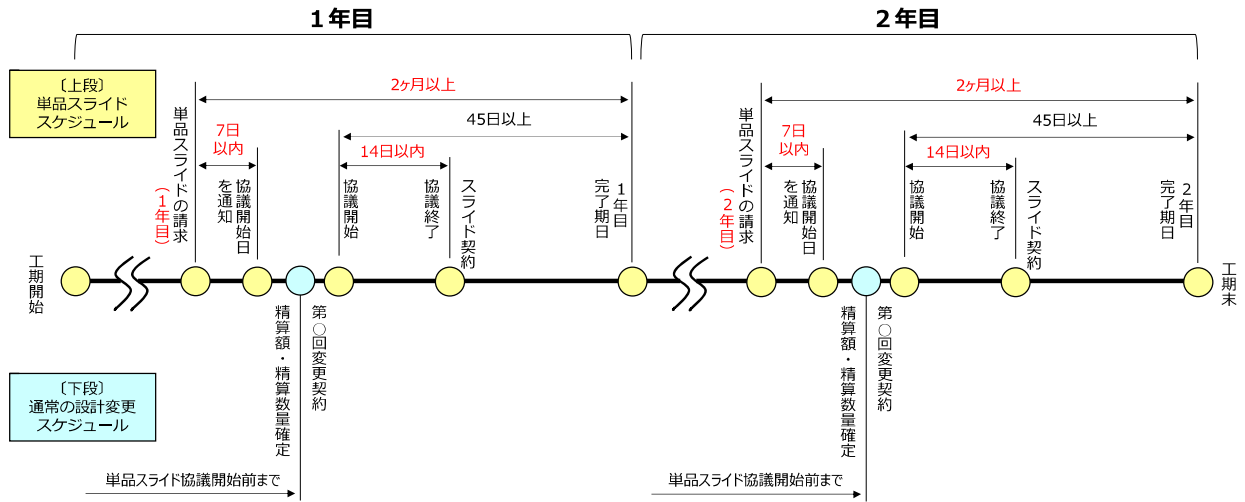 １年目
２年目
〔上段〕
単品スライド
スケジュール
2ヶ月以上
45日以上
7日
以内
14日以内
単品スライドの請求
（１年目）
協議開始日
を通知
協議開始
協議終了
スライド契約
１年目
完了期日
2ヶ月以上
45日以上
7日
以内
14日以内
単品スライドの請求
（２年目）
協議開始日
を通知
協議開始
協議終了
スライド契約
２年目
完了期日
工期開始
工期末
第○回変更契約
精算額・精算数量確定
第○回変更契約
精算額・精算数量確定
〔下段〕
通常の設計変更
スケジュール
単品スライド協議開始前まで
単品スライド協議開始前まで